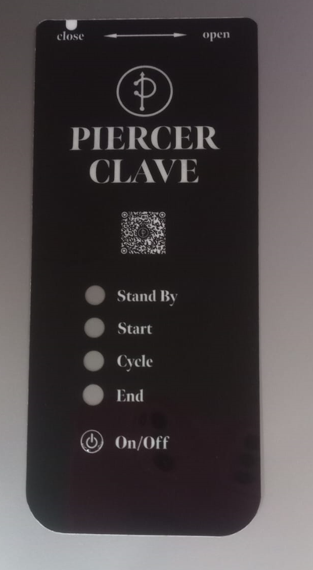 close open
PIERCER
CLAVE
Stand By
Start
Cycle
End
On/Off